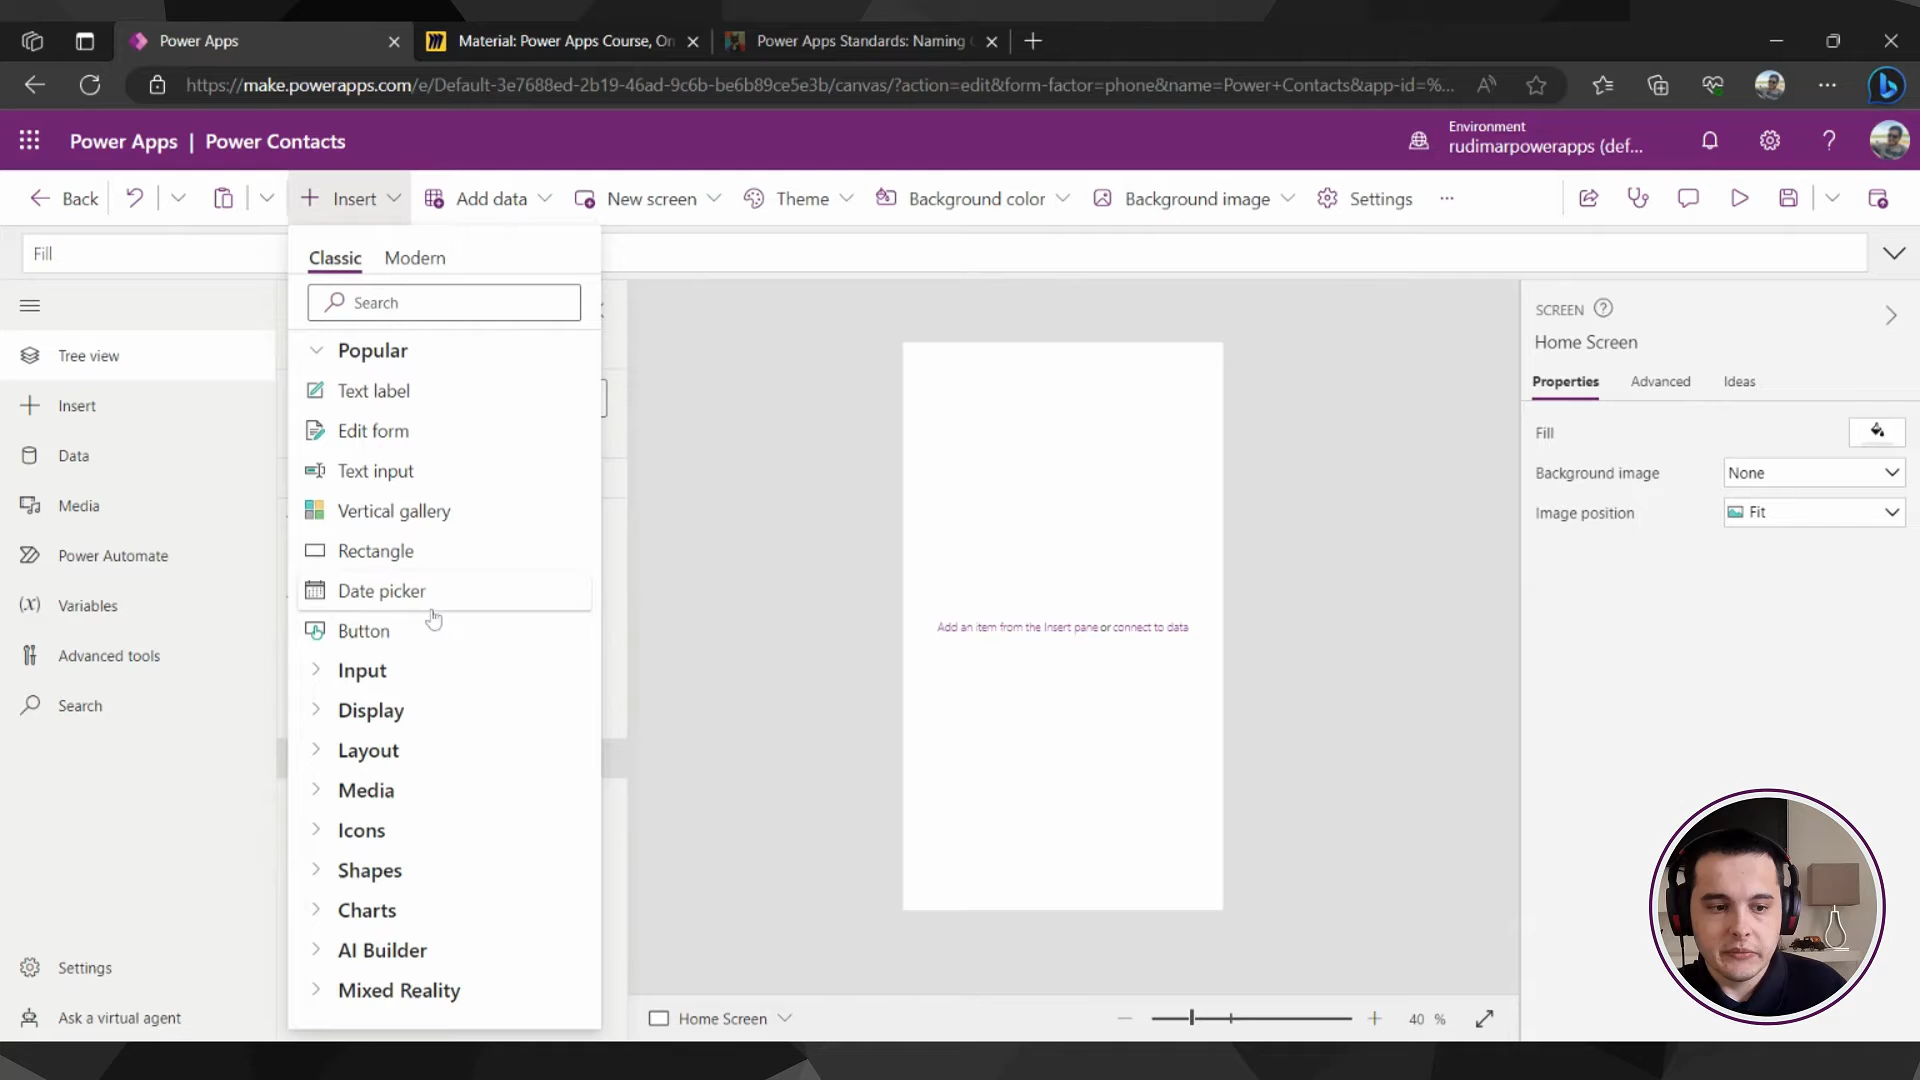 Power Apps
Material: Power Apps Course, On
Power Apps Standards: Naming
https://make.powerapps.com/e/Default-3e7688ed-2b19-46ad-9c6b-be6b89ce5e3b/canvas/?action=edit&form-factor=phone&name=Power+Contacts&app-id=%...
Power Apps | Power Contacts
Environment
rudimarpowerapps (def...
Back
Insert
Add data
New screen
Theme
Background color
Background image
Settings
Fill
Classic
Modern
Search
Popular
Text label
Edit form
Text input
Vertical gallery
Rectangle
Date picker
Button
Input
Display
Layout
Media
Icons
Shapes
Charts
AI Builder
Mixed Reality
Tree view
Insert
Data
Media
Power Automate
Variables
Advanced tools
Search
Settings
Ask a virtual agent
Add an item from the Insert pane or connect to data
Home Screen
40 %
SCREEN
Home Screen
Properties
Advanced
Ideas
Fill
Background image
None
Image position
Fit